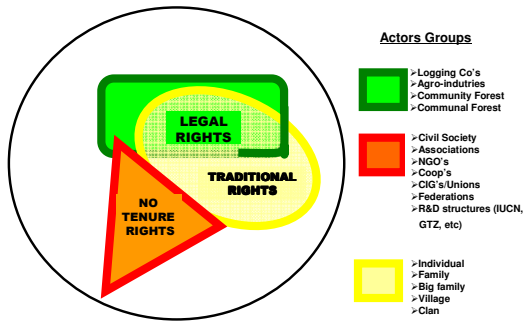 Actors Groups
LEGAL
RIGHTS
TRADITIONAL
RIGHTS
NO
TENURE
RIGHTS
➢Logging Co's
➢Agro-indutries
➢Community Forest
➢Communal Forest
➢Civil Society
➢Associations
➢NGO's
➢Coop's
➢CIG's/Unions
➢Federations
➢R&D structures (IUCN,
GTZ, etc)
➢Individual
➢Family
➢Big family
➢Village
➢Clan